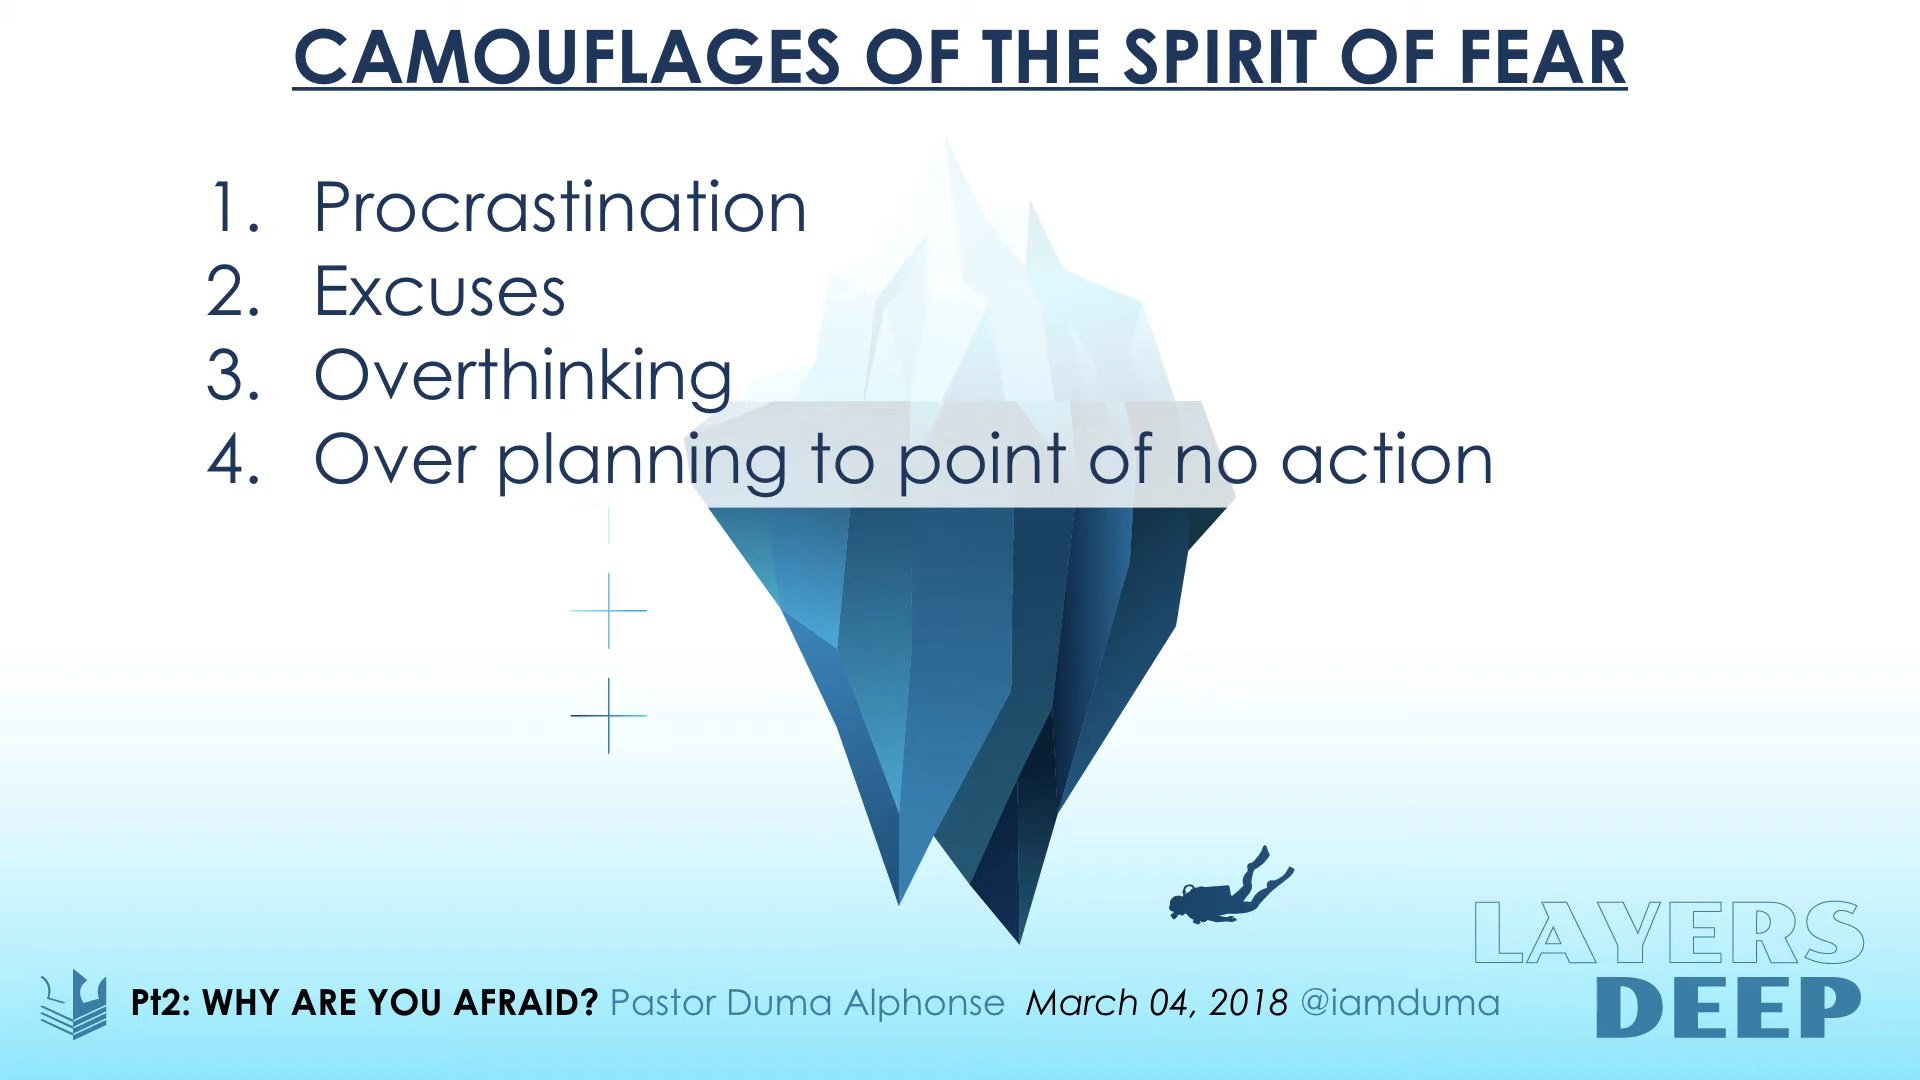 CAMOUFLAGES OF THE SPIRIT OF FEAR
1. Procrastination
2. Excuses
3. Overthinking
4. Over planning to point of no action
LAYERS
DEEP
Pt2: WHY ARE YOU AFRAID? Pastor Duma Alphonse March 04, 2018 @iamduma